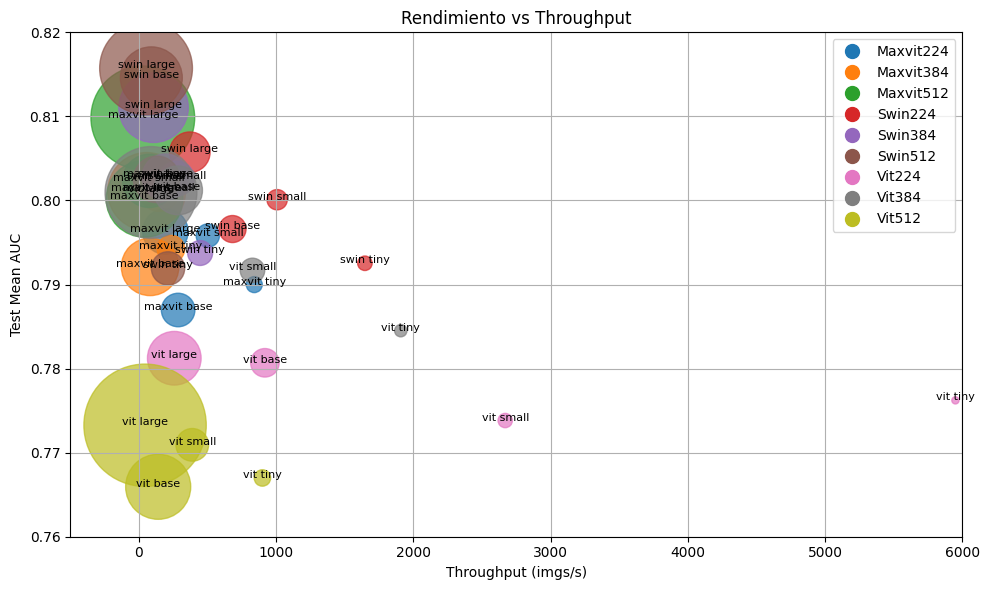 Rendimiento vs Throughput
0.82
0.81
0.80
0.79
0.78
0.77
0.76
Test Mean AUC
swin large
swin base
swin large
maxvit large
swin large
maxvit small
maxvit base
swin small
maxvit large
swin base
maxvit small
maxvit tiny
swin tiny
maxvit base
swin tiny
swin tiny
vit small
maxvit tiny
maxvit base
vit tiny
vit large
vit base
vit tiny
vit small
vit large
vit small
vit tiny
vit base
Maxvit224
Maxvit384
Maxvit512
Swin224
Swin384
Swin512
Vit224
Vit384
Vit512
0
1000
2000
3000
4000
5000
6000
Throughput (imgs/s)